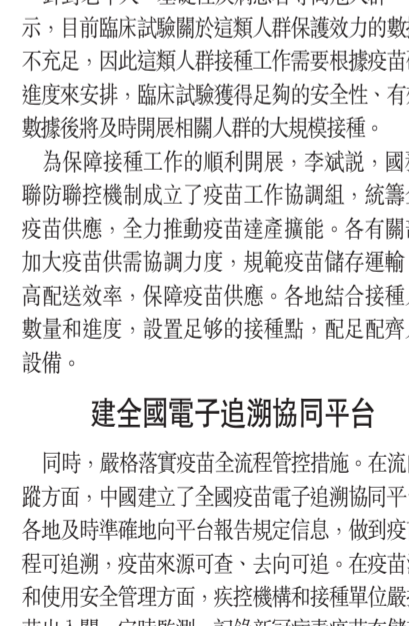 示，目前臨床試驗關於這類人群保護效力的數
不充足，因此這類人群接種工作需要根據疫苗
進度來安排，臨床試驗獲得足夠的安全性、有
數據後將及時開展相關人群的大規模接種。
為保障接種工作的順利開展，李斌説，國
聯防聯控機制成立了疫苗工作協調組，統籌
疫苗供應，全力推動疫苗達產擴能。各有關
加大疫苗供需協調力度，規範疫苗儲存運輸
高配送效率，保障疫苗供應。各地結合接種
數量和進度，設置足够的接種點，配足配齊
設備。
建全國電子追溯協同平台
同時，嚴格落實疫苗全流程管控措施。在流
蹤方面，中國建立了全國疫苗電子追溯協同平
各地及時準確地向平台報告規定信息，做到疫
程可追溯，疫苗來源可查、去向可追。在疫苗
和使用安全管理方面，疾控機構和接種單位嚴